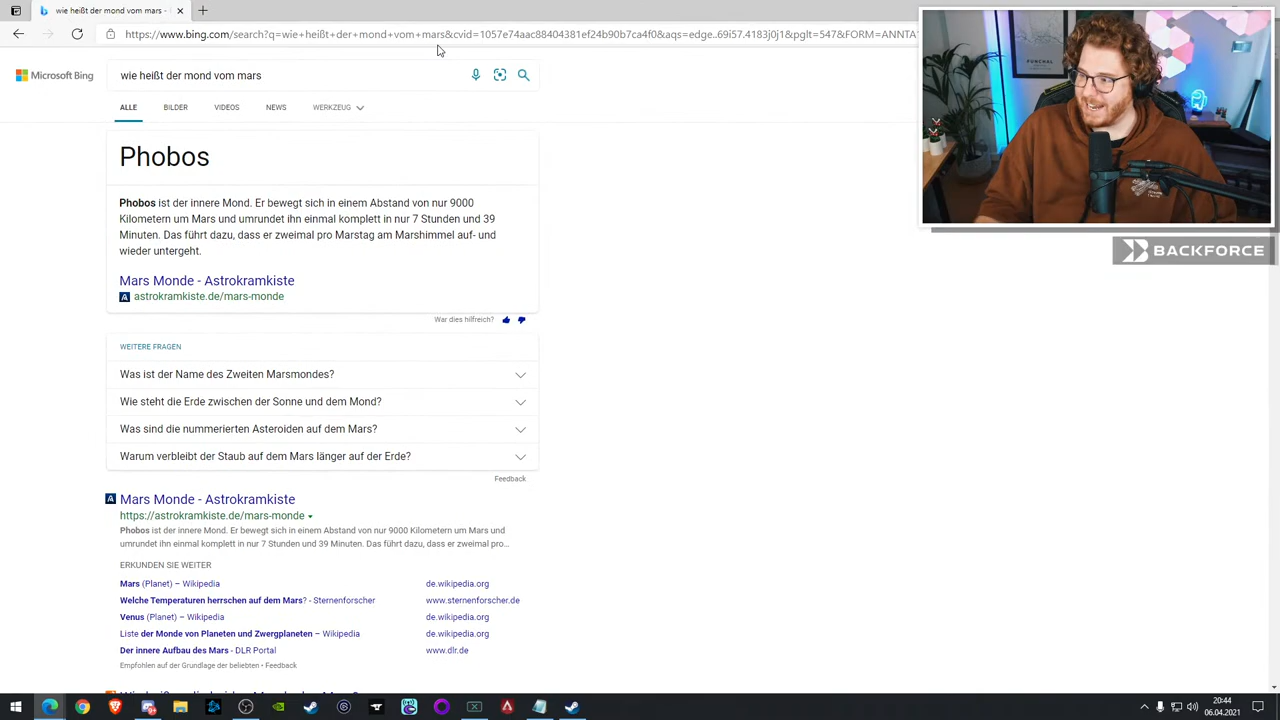 wie heißt der mond vom mars -
https://www.bing.com/search?q=wie+heißt+der+mond+vom+mars&cvid=1057e74aac88404381ef24b90b7ca4f0&aqs=edge..69i57.4183j0j1&pglt=547&FORM=ANNTA
Microsoft Bing
wie heißt der mond vom mars
ALLE BILDER VIDEOS NEWS WERKZEUG
Phobos
Phobos ist der innere Mond. Er bewegt sich in einem Abstand von nur 9000
Kilometern um Mars und umrundet ihn einmal komplett in nur 7 Stunden und 39
Minuten. Das führt dazu, dass er zweimal pro Marstag am Marshimmel auf- und
wieder untergeht.
BACKFORCE
Mars Monde - Astrokramkiste
astrokramkiste.de/mars-monde
War dies hilfreich?
WEITERE FRAGEN
Was ist der Name des Zweiten Marsmondes?
Wie steht die Erde zwischen der Sonne und dem Mond?
Was sind die nummerierten Asteroiden auf dem Mars?
Warum verbleibt der Staub auf dem Mars länger auf der Erde?
Feedback
Mars Monde - Astrokramkiste
https://astrokramkiste.de/mars-monde
Phobos ist der innere Mond. Er bewegt sich in einem Abstand von nur 9000 Kilometern um Mars und
umrundet ihn einmal komplett in nur 7 Stunden und 39 Minuten. Das führt dazu, dass er zweimal pro…
ERKUNDEN SIE WEITER
Mars (Planet) – Wikipedia de.wikipedia.org
Welche Temperaturen herrschen auf dem Mars? - Sternenforscher www.sternenforscher.de
Venus (Planet) – Wikipedia de.wikipedia.org
Liste der Monde von Planeten und Zwergplaneten – Wikipedia de.wikipedia.org
Der innere Aufbau des Mars - DLR Portal www.dlr.de
Empfohlen auf der Grundlage der beliebten • Feedback
20:44
06.04.2021